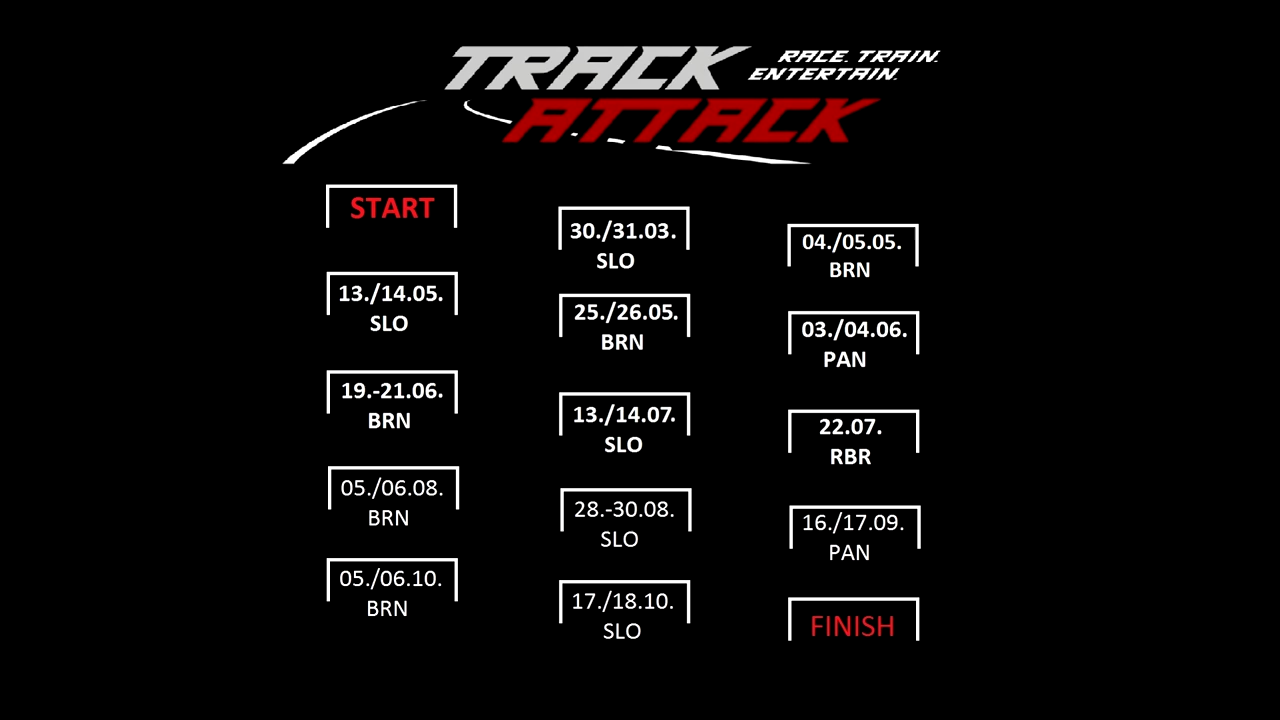 TRACK
RACE. TRAIN.
ENTERTAIN.
ATTACK
START
30./31.03.
SLO
04./05.05.
BRN
13./14.05.
SLO
25./26.05.
BRN
03./04.06.
PAN
19.-21.06.
BRN
13./14.07.
SLO
22.07.
RBR
05./06.08.
BRN
28.-30.08.
SLO
16./17.09.
PAN
05./06.10.
BRN
17./18.10.
SLO
FINISH